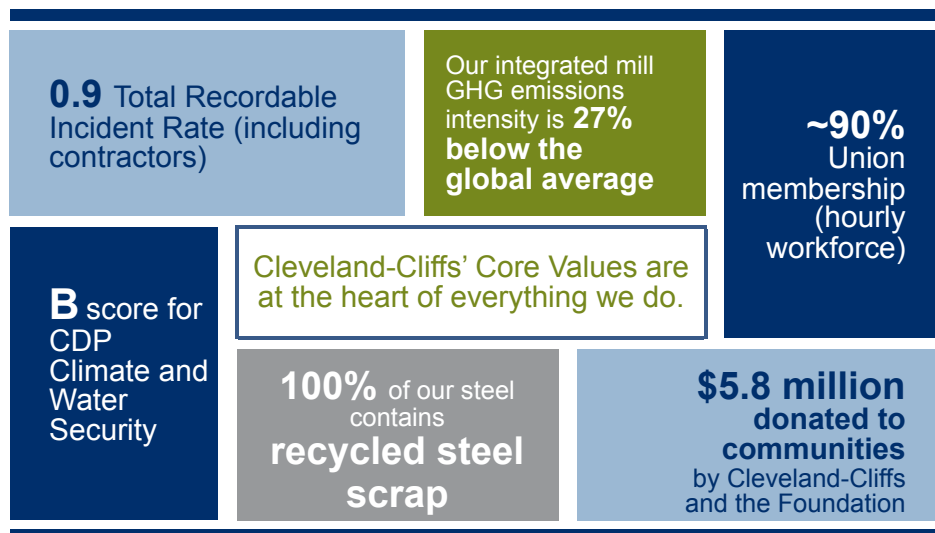 0.9 Total Recordable
Incident Rate (including
contractors)
Our integrated mill
GHG emissions
intensity is 27%
below the
global average
~90%
Union
membership
(hourly
workforce)
B score for
CDP
Climate and
Water
Security
Cleveland-Cliffs’ Core Values are
at the heart of everything we do.
100% of our steel
contains
recycled steel
scrap
$5.8 million
donated to
communities
by Cleveland-Cliffs
and the Foundation